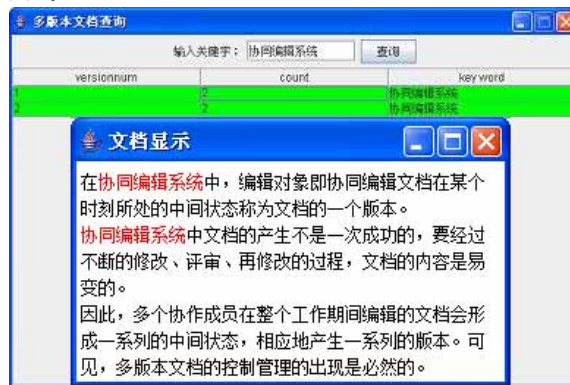 多版本文档查询
输入关键字： 协同编辑系统 查询
versionnum count key word
1 2 协同编辑系统
2 2 协同编辑系统
文档显示
在协同编辑系统中，编辑对象即协同编辑文档在某个
时刻所处的中间状态称为文档的一个版本。
协同编辑系统中文档的产生不是一次成功的，要经过
不断的修改、评审、再修改的过程，文档的内容是易
变的。
因此，多个协作成员在整个工作期间编辑的文档会形
成一系列的中间状态，相应地产生一系列的版本。可
见，多版本文档的控制管理的出现是必然的。